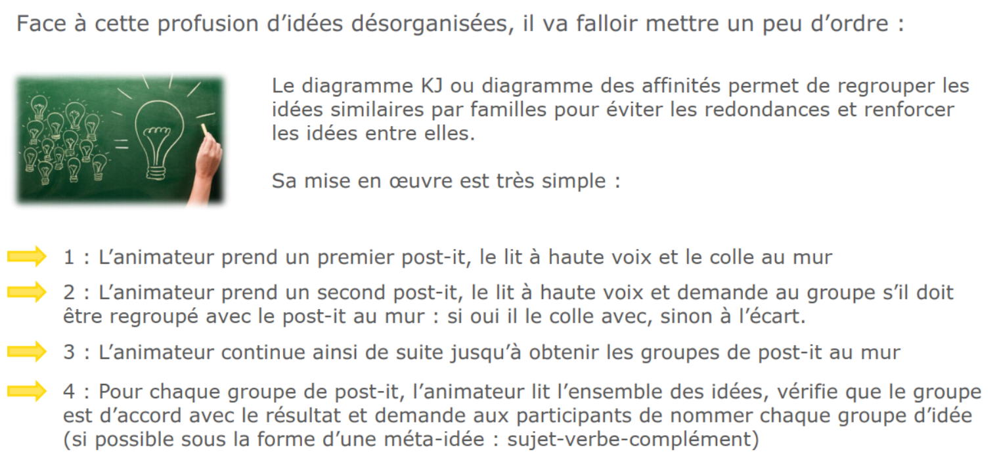 Face à cette profusion d’idées désorganisées, il va falloir mettre un peu d’ordre :
Le diagramme KJ ou diagramme des affinités permet de regrouper les
idées similaires par familles pour éviter les redondances et renforcer
les idées entre elles.
Sa mise en œuvre est très simple :
1 : L’animateur prend un premier post-it, le lit à haute voix et le colle au mur
2 : L’animateur prend un second post-it, le lit à haute voix et demande au groupe s’il doit
être regroupé avec le post-it au mur : si oui il le colle avec, sinon à l’écart.
3 : L’animateur continue ainsi de suite jusqu’à obtenir les groupes de post-it au mur
4 : Pour chaque groupe de post-it, l’animateur lit l’ensemble des idées, vérifie que le groupe
est d’accord avec le résultat et demande aux participants de nommer chaque groupe d’idée
(si possible sous la forme d’une méta-idée : sujet-verbe-complément)